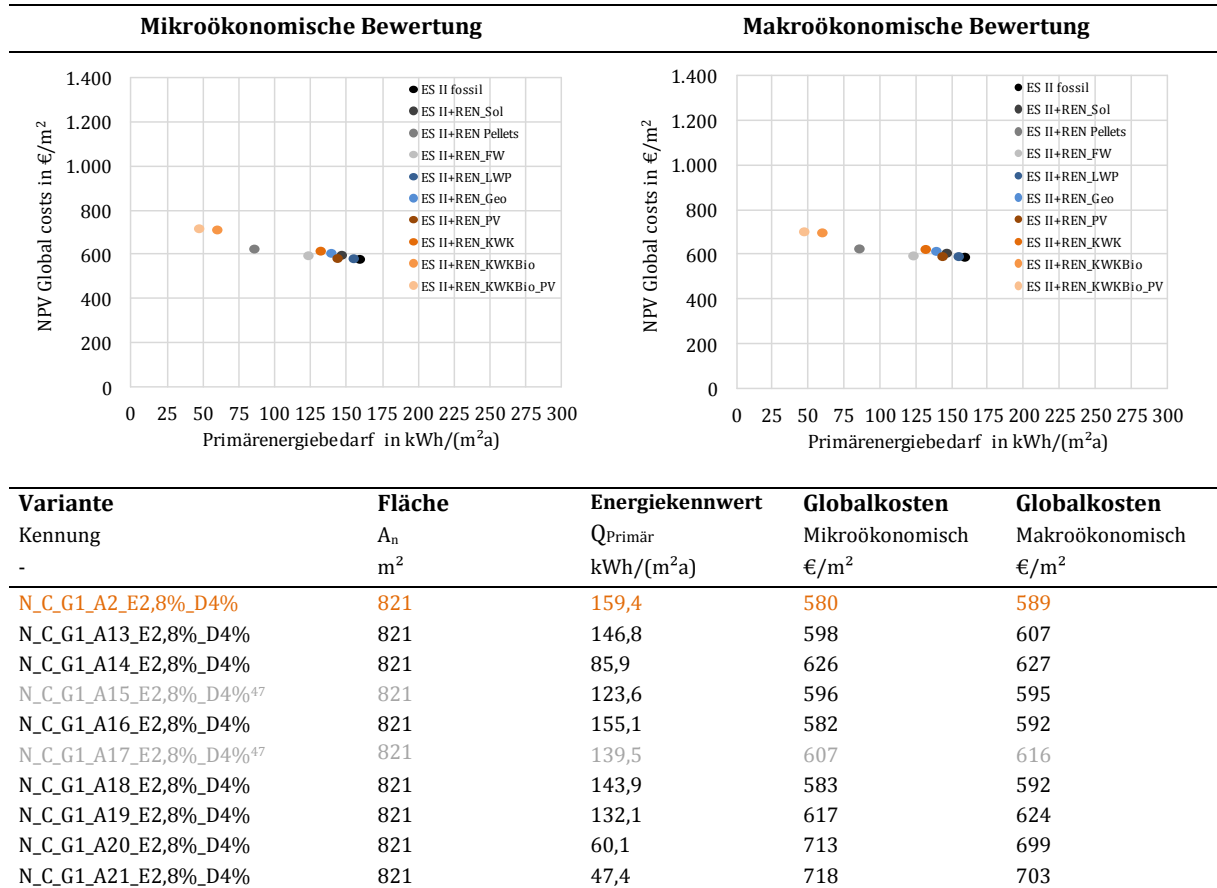 Mikroökonomische Bewertung
Makroökonomische Bewertung
NPV Global costs in €/m²
1.400
1.200
1.000
800
600
400
200
0
0 25 50 75 100 125 150 175 200 225 250 275 300
Primärenergiebedarf in kWh/(m²a)
ES II fossil
ES II+REN_Sol
ES II+REN Pellets
ES II+REN_FW
ES II+REN_LWP
ES II+REN_Geo
ES II+REN_PV
ES II+REN_KWK
ES II+REN_KWKBio
ES II+REN_KWKBio_PV
NPV Global costs in €/m²
1.400
1.200
1.000
800
600
400
200
0
0 25 50 75 100 125 150 175 200 225 250 275 300
Primärenergiebedarf in kWh/(m²a)
ES II fossil
ES II+REN_Sol
ES II+REN Pellets
ES II+REN_FW
ES II+REN_LWP
ES II+REN_Geo
ES II+REN_PV
ES II+REN_KWK
ES II+REN_KWKBio
ES II+REN_KWKBio_PV
Variante Fläche Energiekennwert Globalkosten Globalkosten
Kennung Aₙ QPrimär Mikroökonomisch Makroökonomisch
- m² kWh/(m²a) €/m² €/m²
N_C_G1_A2_E2,8%_D4% 821 159,4 580 589
N_C_G1_A13_E2,8%_D4% 821 146,8 598 607
N_C_G1_A14_E2,8%_D4% 821 85,9 626 627
N_C_G1_A15_E2,8%_D4%⁴⁷ 821 123,6 596 595
N_C_G1_A16_E2,8%_D4% 821 155,1 582 592
N_C_G1_A17_E2,8%_D4%⁴⁷ 821 139,5 607 616
N_C_G1_A18_E2,8%_D4% 821 143,9 583 592
N_C_G1_A19_E2,8%_D4% 821 132,1 617 624
N_C_G1_A20_E2,8%_D4% 821 60,1 713 699
N_C_G1_A21_E2,8%_D4% 821 47,4 718 703